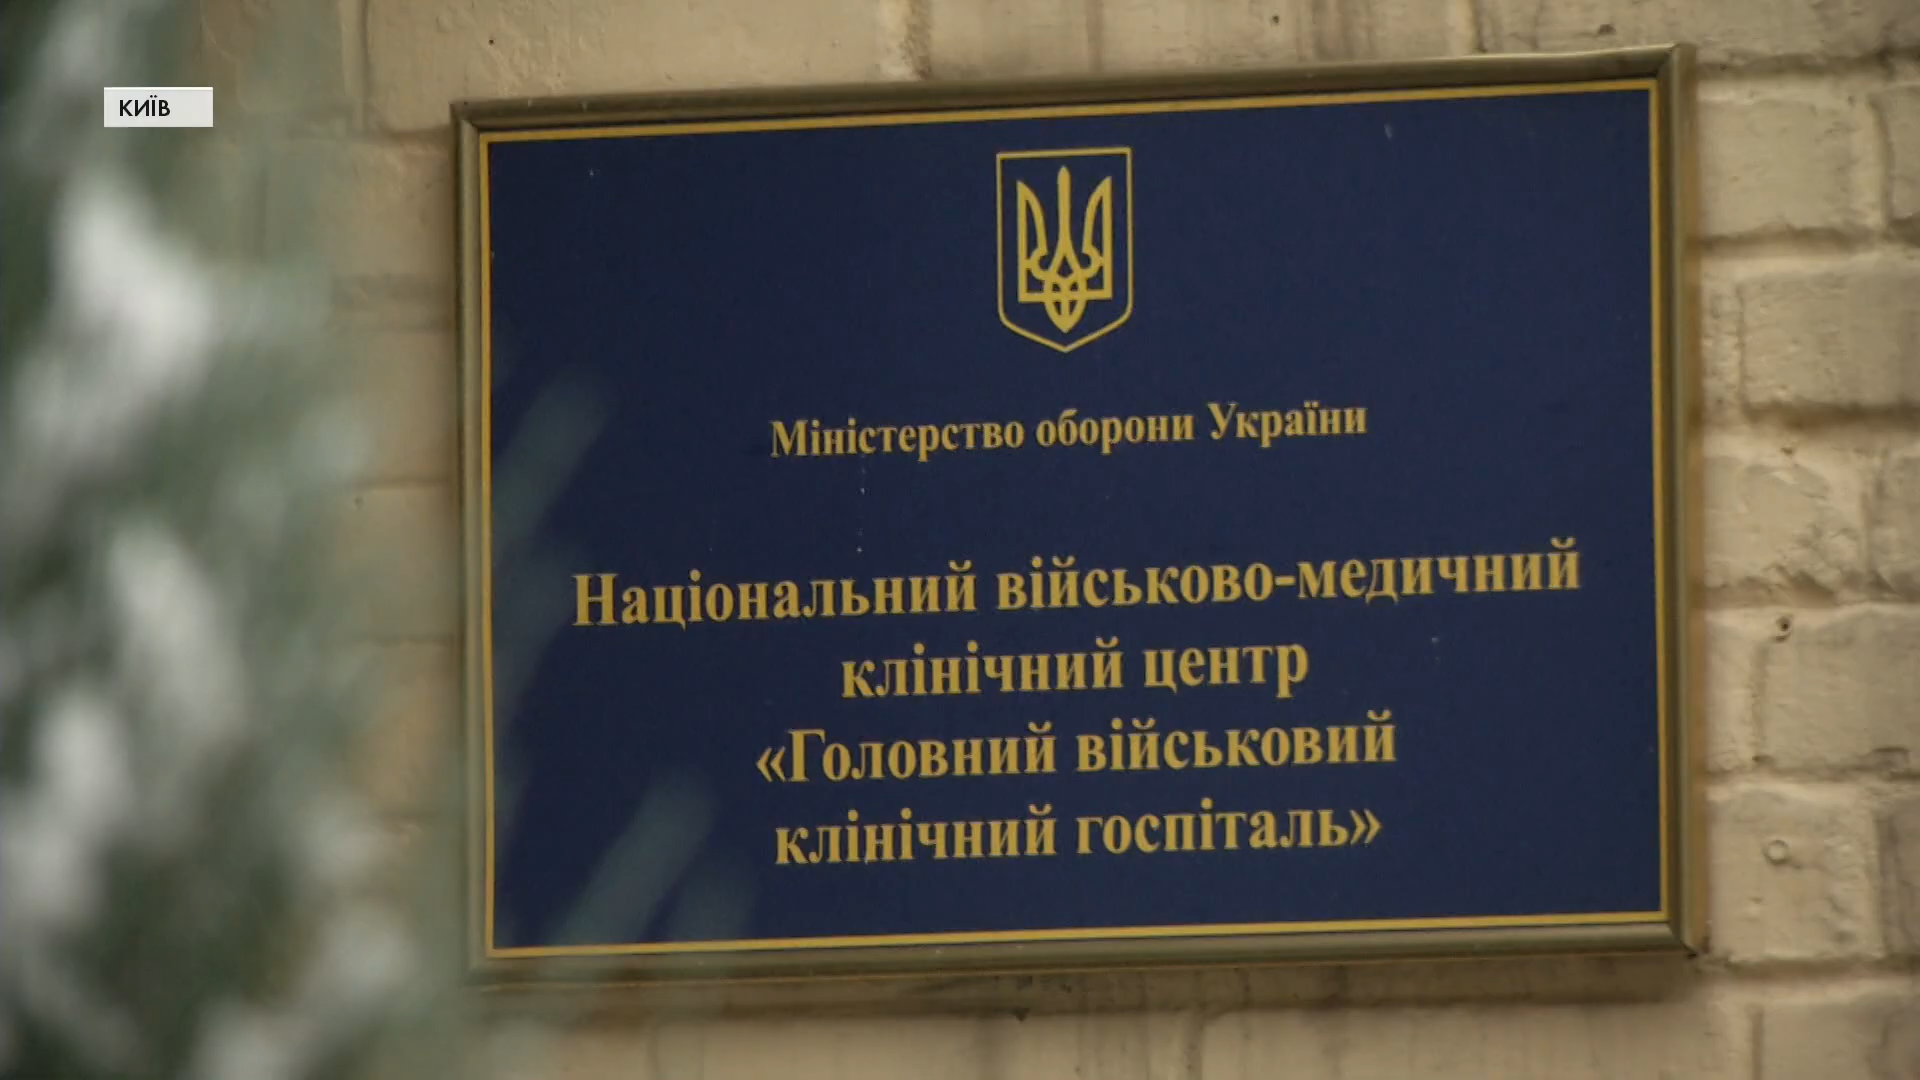 КИЇВ
Міністерство оборони України
Національний військово-медичний
клінічний центр
«Головний військовий
клінічний госпіталь»